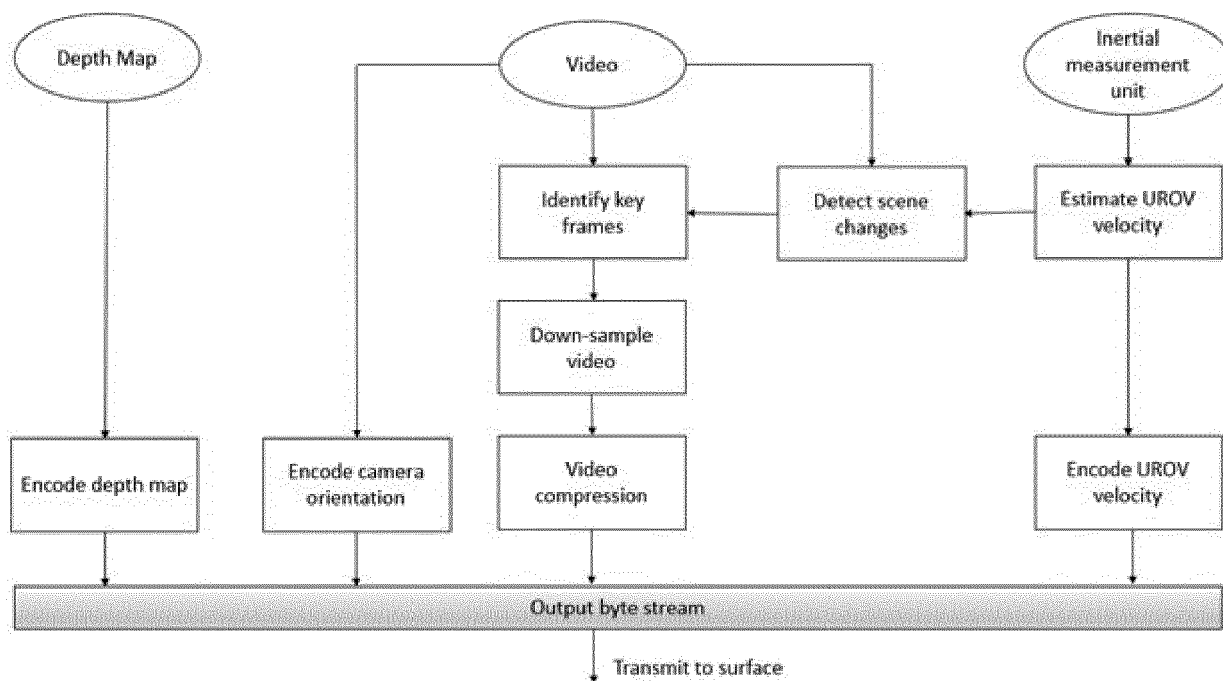 Depth Map
Video
Inertial
measurement
unit
Identify key
frames
Detect scene
changes
Estimate UROV
velocity
Down-sample
video
Encode depth map
Encode camera
orientation
Video
compression
Encode UROV
velocity
Output byte stream
Transmit to surface